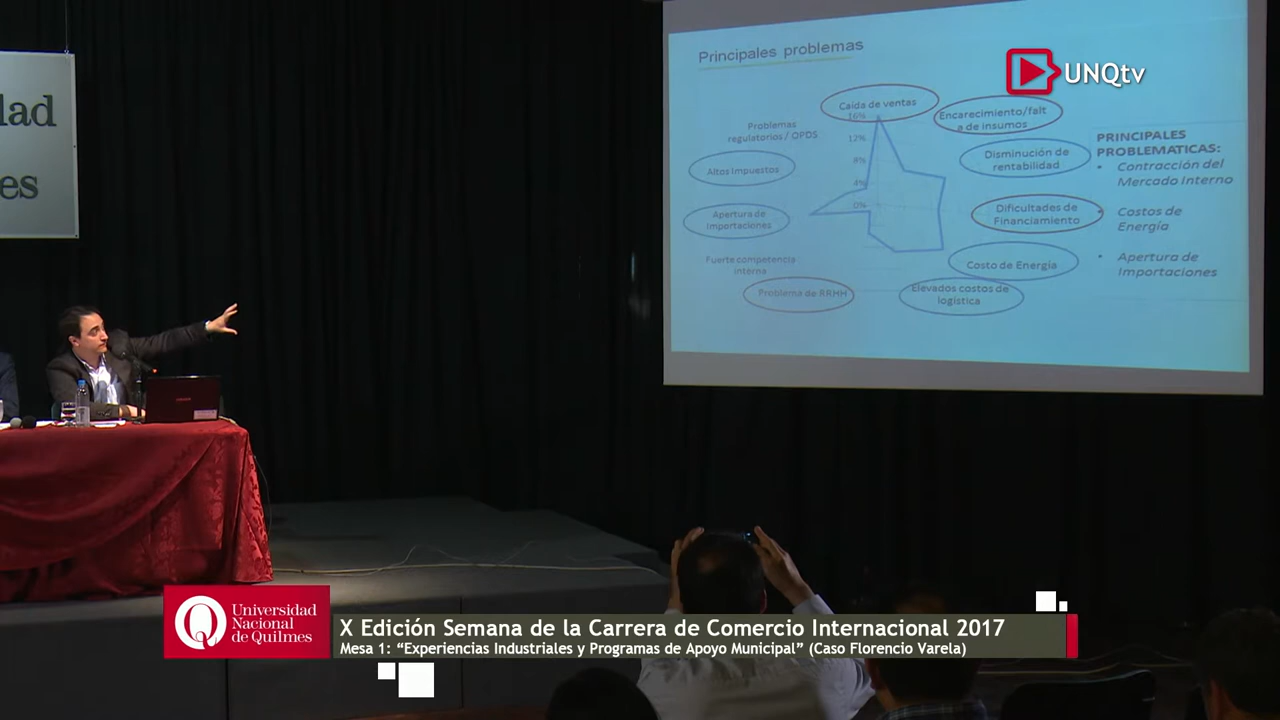 dad
es
Principales problemas
UNQtv
Caída de ventas
16%
12%
8%
4%
0%
Encarecimiento/falt
a de insumos
Disminución de
rentabilidad
Dificultades de
Financiamiento
Costo de Energía
Elevados costos de
logística
Problema de RRHH
Fuerte competencia
interna
Apertura de
Importaciones
Altos Impuestos
Problemas
regulatorios / OPDS
PRINCIPALES
PROBLEMATICAS:
• Contracción del
Mercado Interno
• Costos de
Energía
• Apertura de
Importaciones
Universidad
Nacional
de Quilmes
X Edición Semana de la Carrera de Comercio Internacional 2017
Mesa 1: “Experiencias Industriales y Programas de Apoyo Municipal” (Caso Florencio Varela)